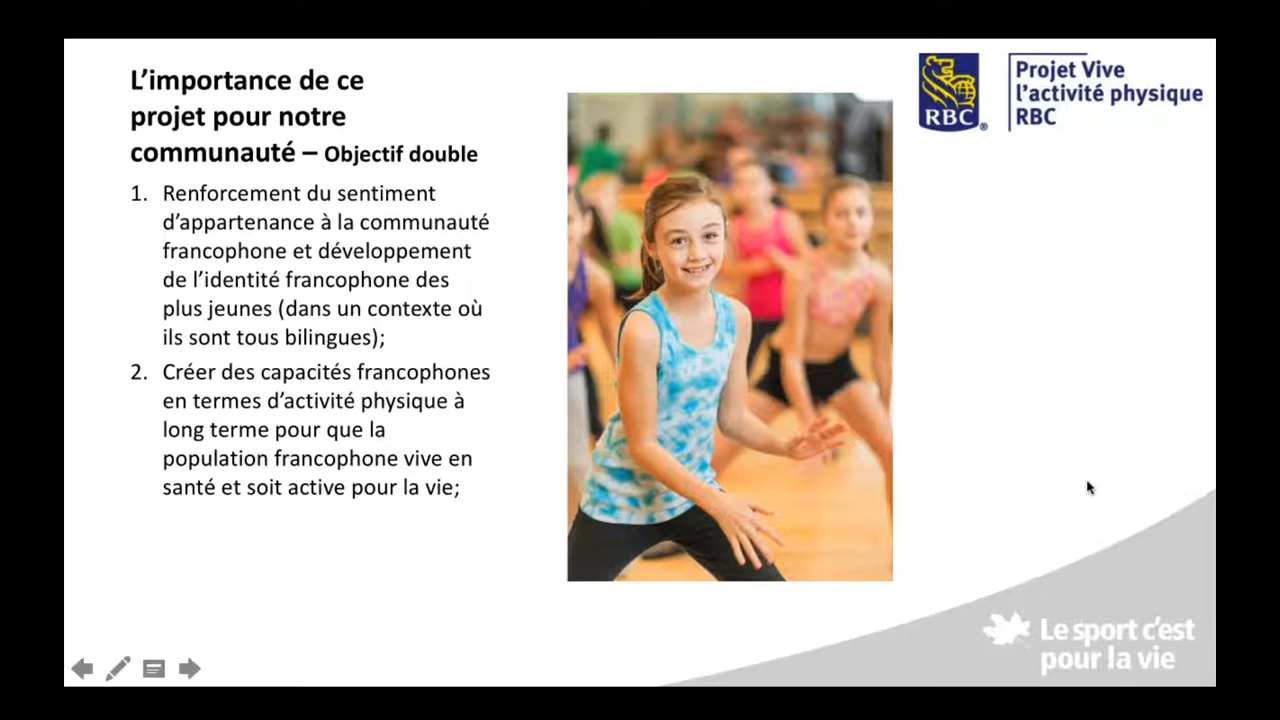 L’importance de ce
projet pour notre
communauté – Objectif double
1. Renforcement du sentiment
d’appartenance à la communauté
francophone et développement
de l’identité francophone des
plus jeunes (dans un contexte où
ils sont tous bilingues);
2. Créer des capacités francophones
en termes d’activité physique à
long terme pour que la
population francophone vive en
santé et soit active pour la vie;
RBC®
Projet Vive
l’activité physique
RBC
Le sport c’est
pour la vie